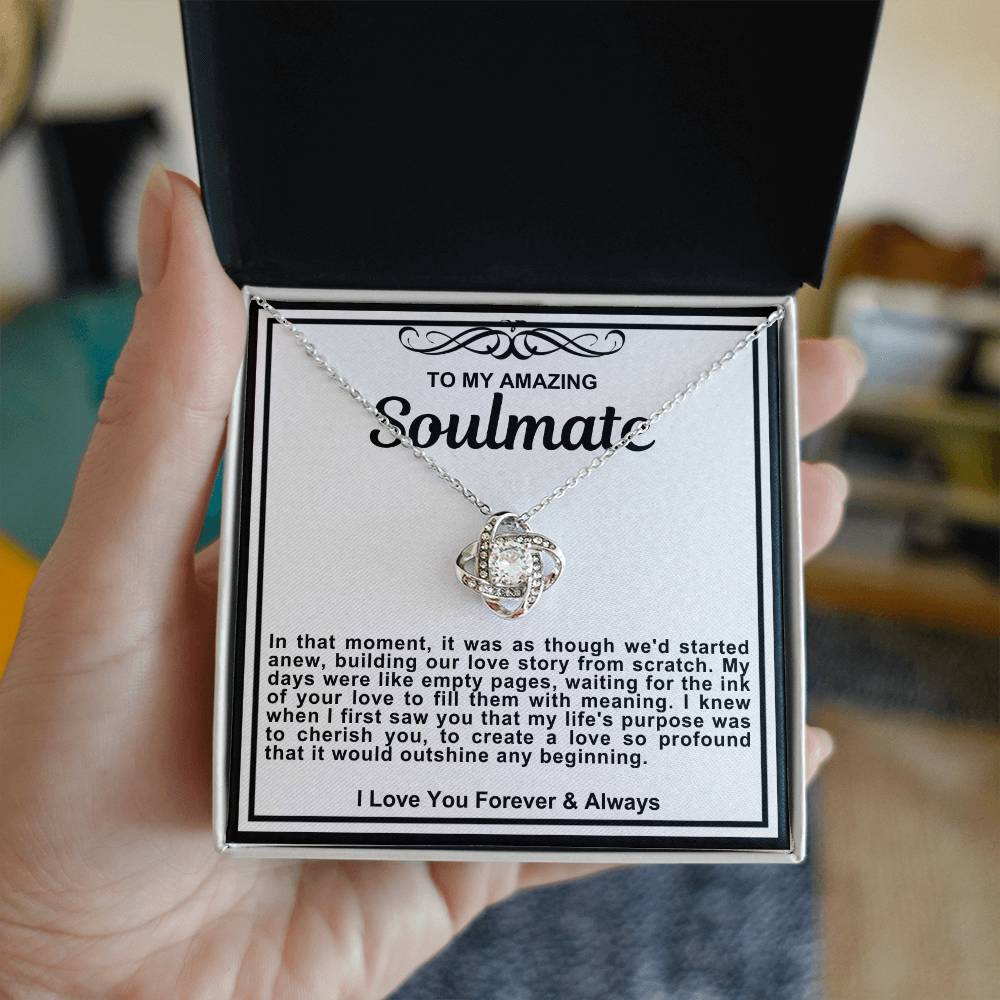 TO MY AMAZING
Soulmate
In that moment, it was as though we'd started
anew, building our love story from scratch. My
days were like empty pages, waiting for the ink
of your love to fill them with meaning. I knew
when I first saw you that my life's purpose was
to cherish you, to create a love so profound
that it would outshine any beginning.
I Love You Forever & Always